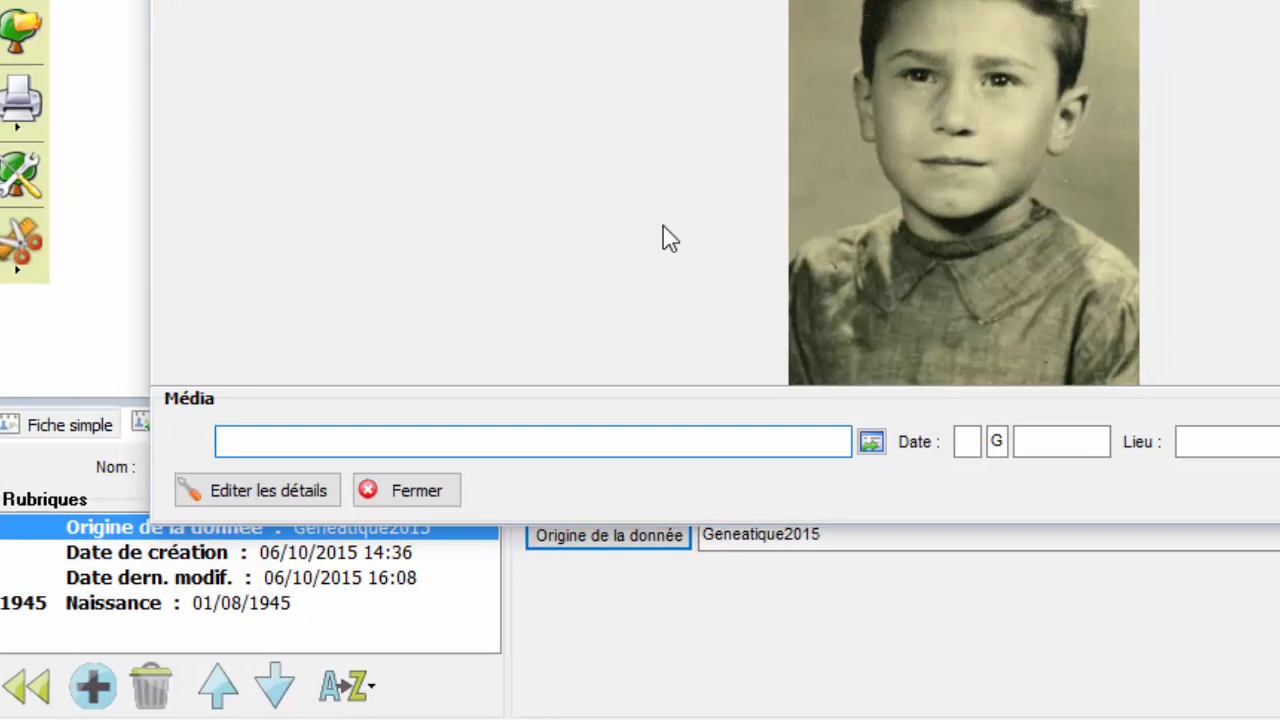 Média
Date :
G
Lieu :
Fiche simple
Nom :
Editer les détails
Fermer
Rubriques
Origine de la donnée : Geneatique2015
Origine de la donnée
Geneatique2015
Date de création : 06/10/2015 14:36
Date dern. modif. : 06/10/2015 16:08
1945 Naissance : 01/08/1945
A Z